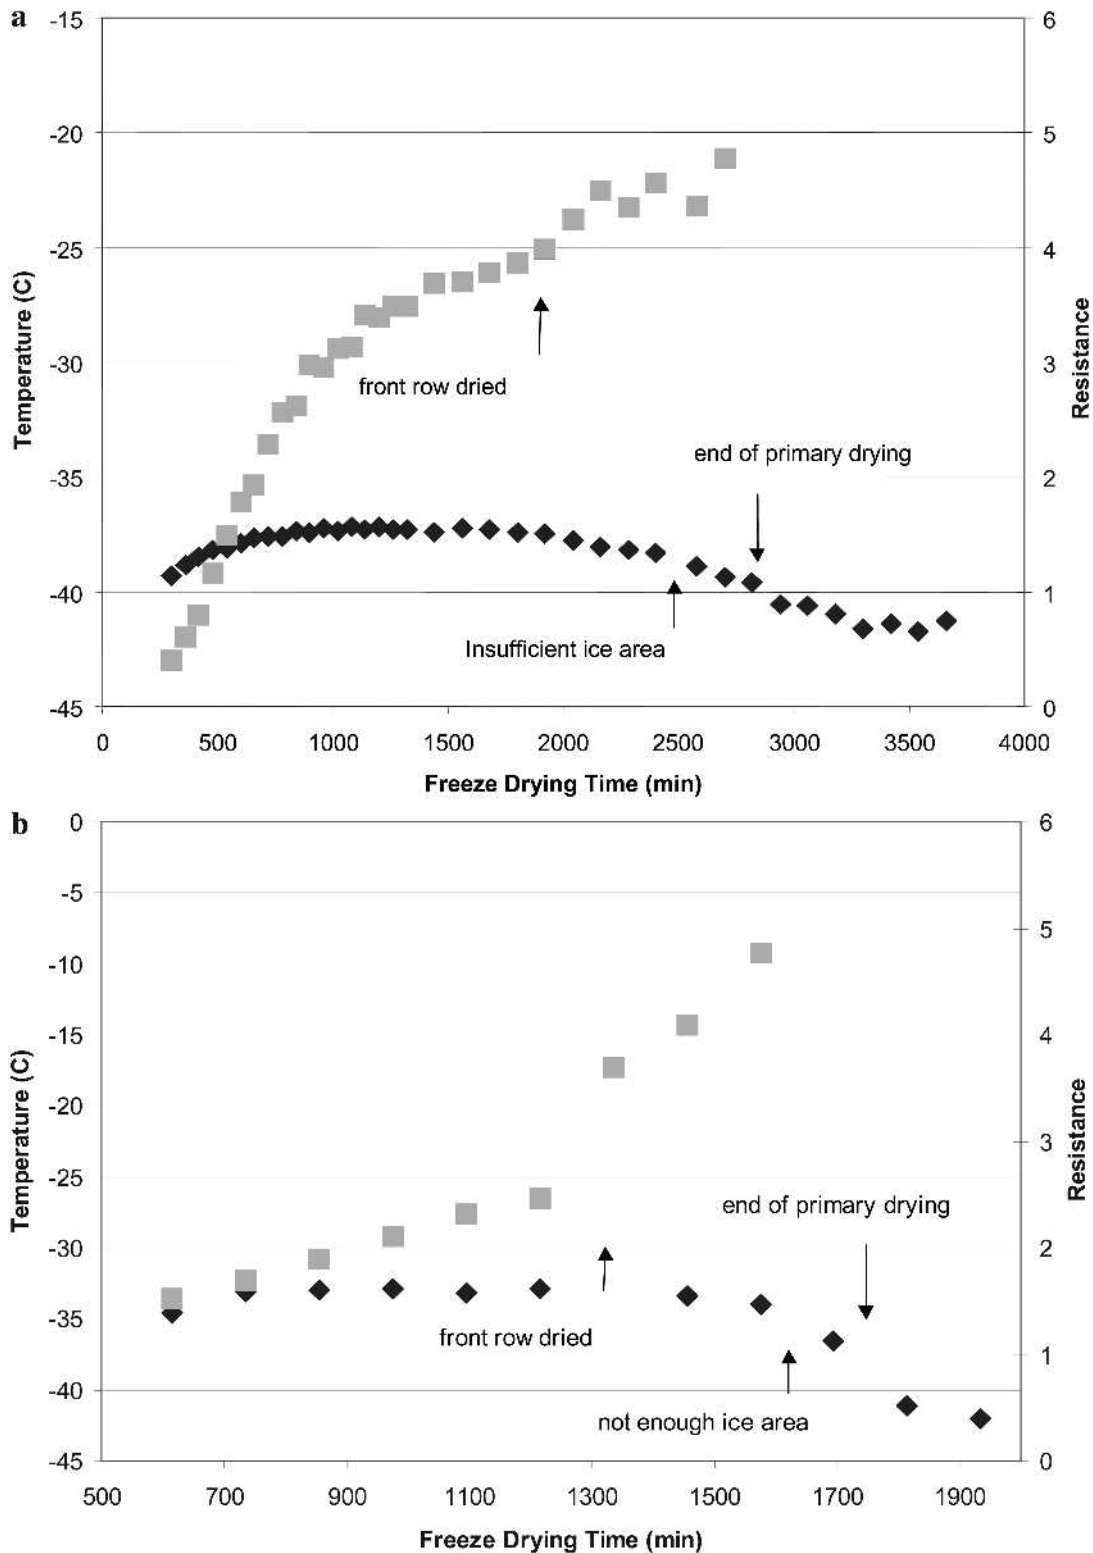 a
-15
-20
-25
-30
-35
-40
-45
Temperature (C)
6
5
4
3
2
1
0
Resistance
front row dried
end of primary drying
Insufficient ice area
0 500 1000 1500 2000 2500 3000 3500 4000
Freeze Drying Time (min)
b
0
-5
-10
-15
-20
-25
-30
-35
-40
-45
Temperature (C)
6
5
4
3
2
1
0
Resistance
end of primary drying
front row dried
not enough ice area
500 700 900 1100 1300 1500 1700 1900
Freeze Drying Time (min)